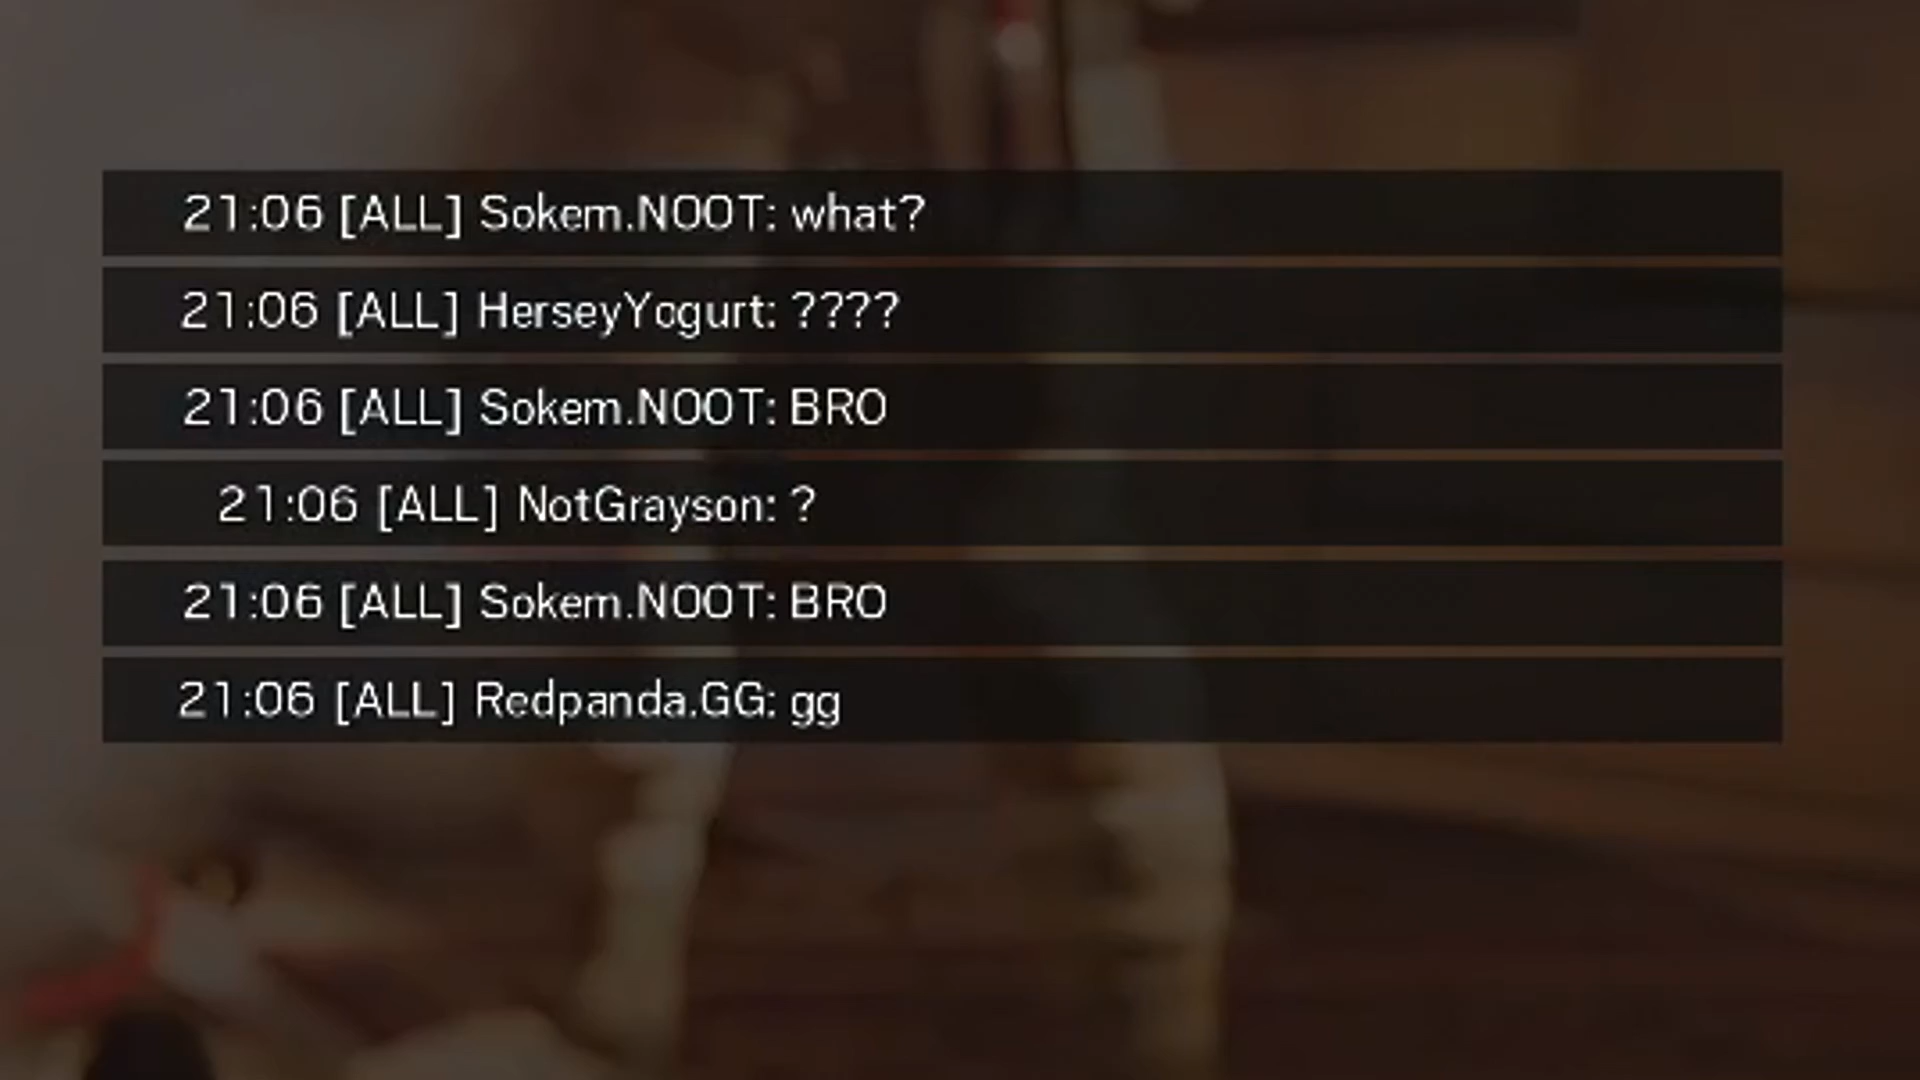 21:06 [ALL] Sokem.NOOT: what?
21:06 [ALL] HerseyYogurt: ????
21:06 [ALL] Sokem.NOOT: BRO
21:06 [ALL] NotGrayson: ?
21:06 [ALL] Sokem.NOOT: BRO
21:06 [ALL] Redpanda.GG: gg